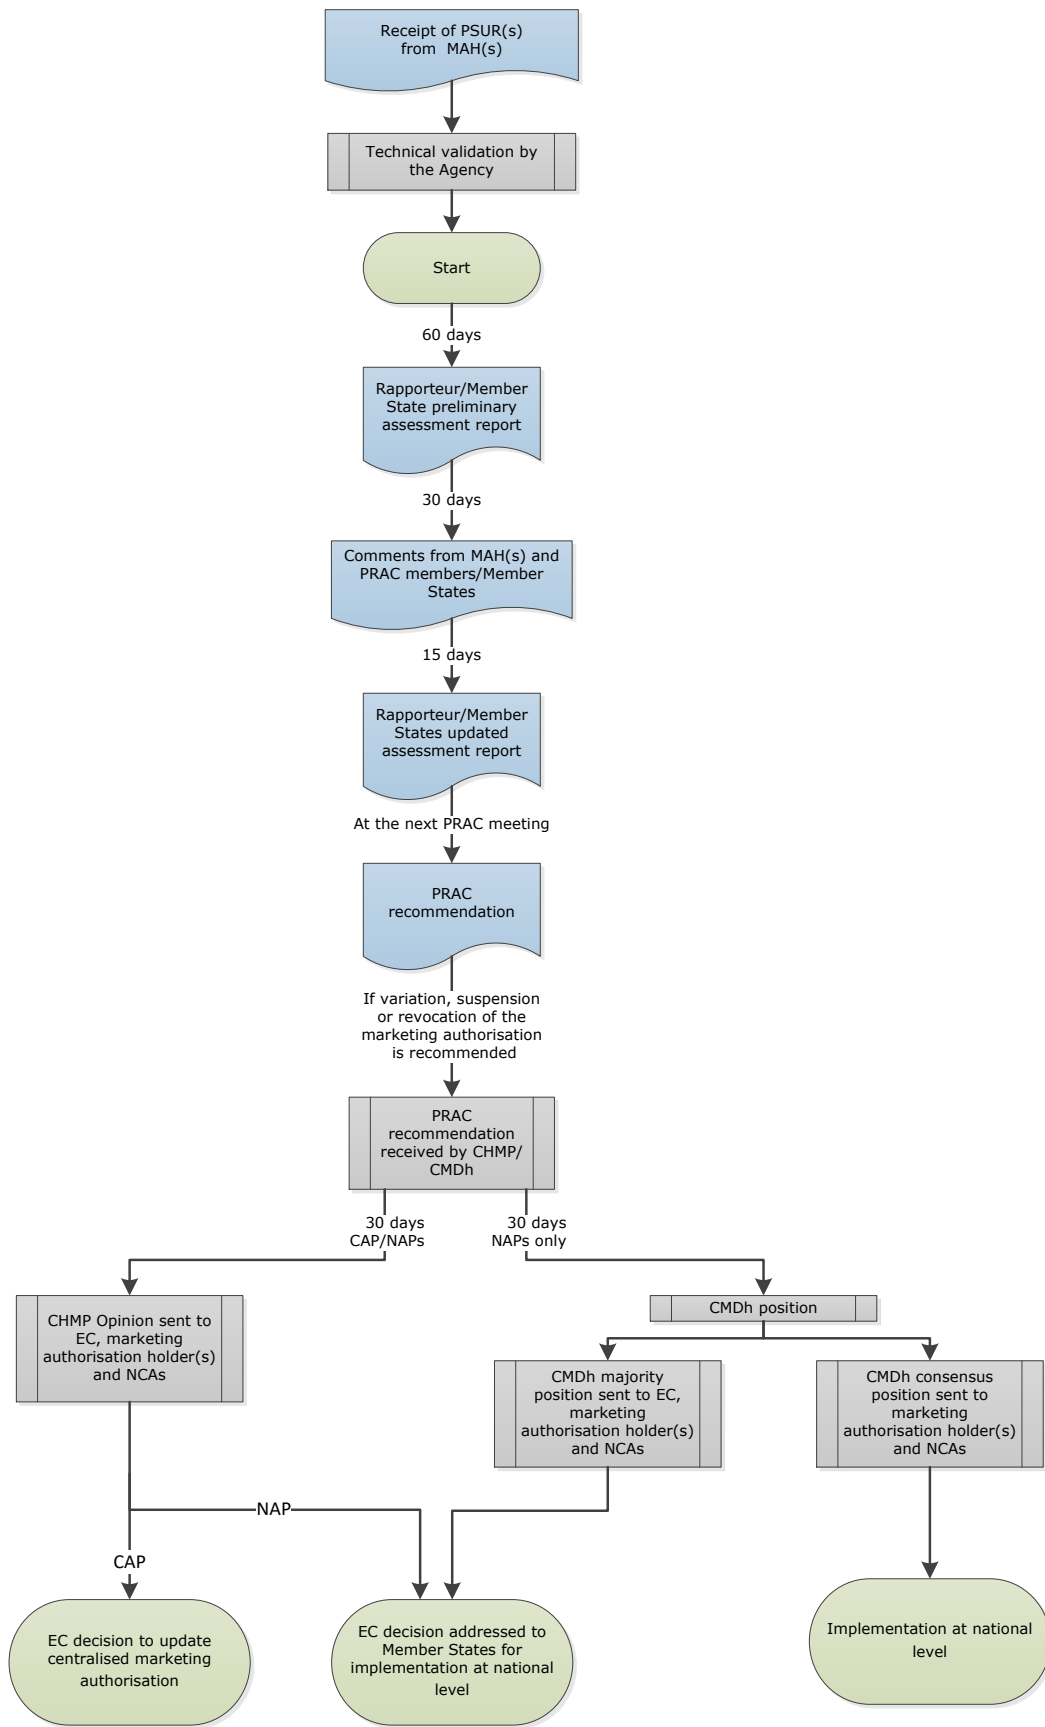 Receipt of PSUR(s)
from MAH(s)
Technical validation by
the Agency
Start
60 days
Rapporteur/Member
State preliminary
assessment report
30 days
Comments from MAH(s) and
PRAC members/Member
States
15 days
Rapporteur/Member
States updated
assessment report
At the next PRAC meeting
PRAC
recommendation
If variation, suspension
or revocation of the
marketing authorisation
is recommended
PRAC
recommendation
received by CHMP/
CMDh
30 days
CAP/NAPs
30 days
NAPs only
CHMP Opinion sent to
EC, marketing
authorisation holder(s)
and NCAs
CMDh position
CMDh majority
position sent to EC,
marketing
authorisation holder(s)
and NCAs
CMDh consensus
position sent to
marketing
authorisation holder(s)
and NCAs
NAP
CAP
EC decision to update
centralised marketing
authorisation
EC decision addressed to
Member States for
implementation at national
level
Implementation at national
level